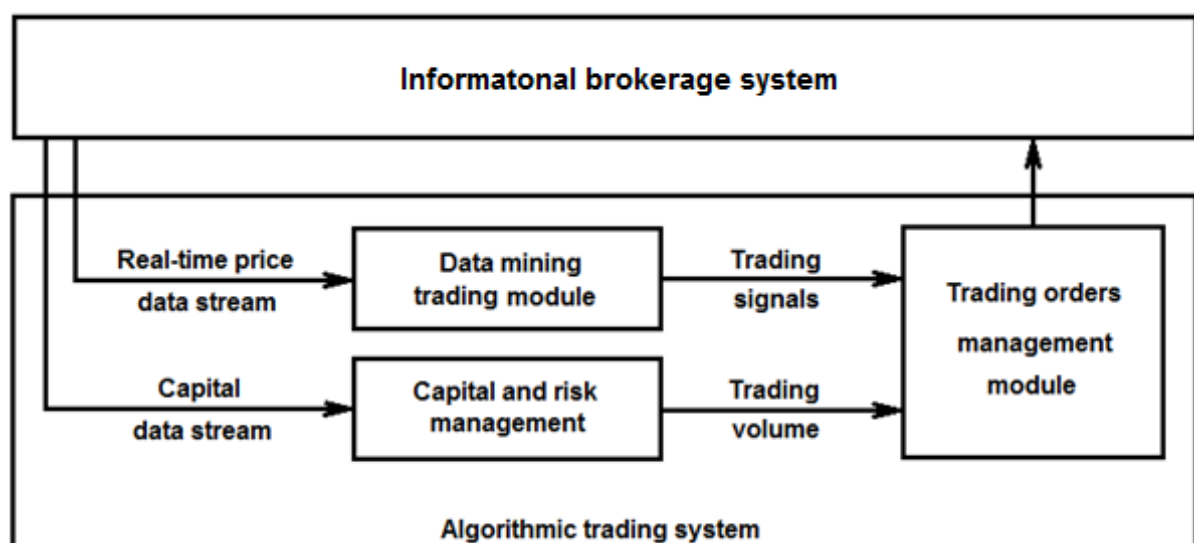 Informatonal brokerage system
Real-time price
data stream
Data mining
trading module
Trading
signals
Trading orders
management
module
Capital
data stream
Capital and risk
management
Trading
volume
Algorithmic trading system